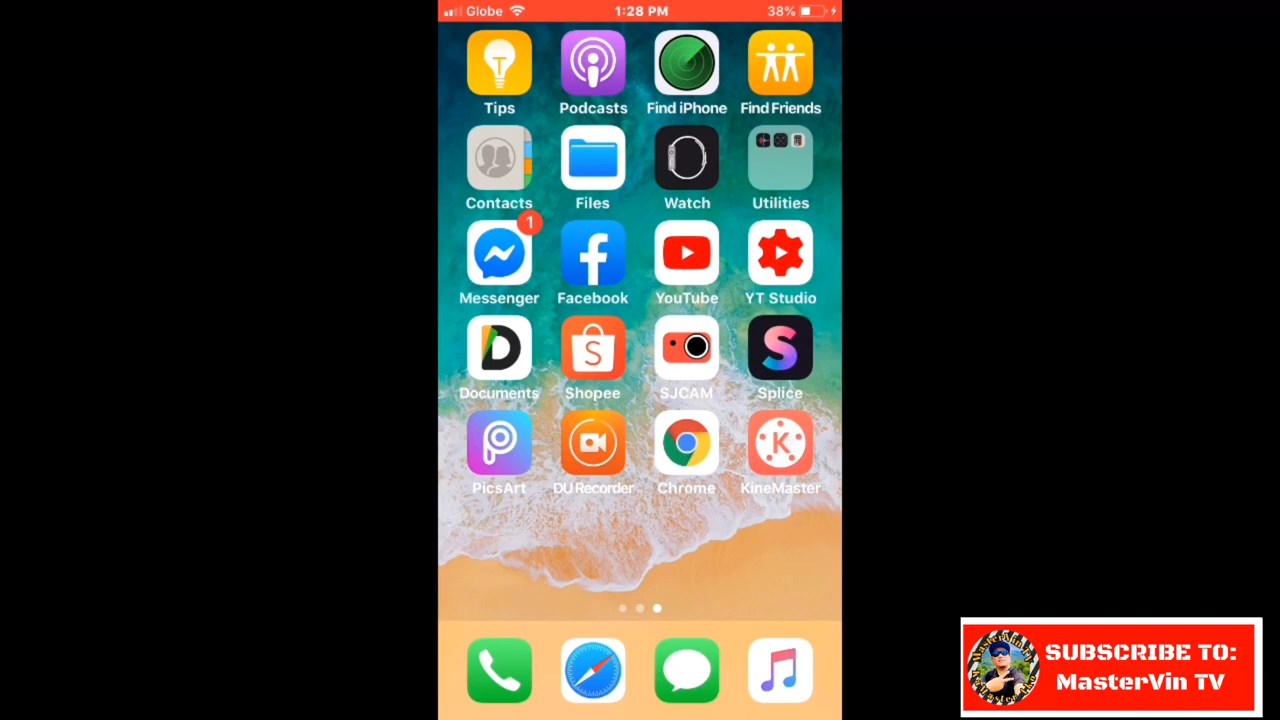 Globe 1:28 PM 38%
Tips Podcasts Find iPhone Find Friends
Contacts Files Watch Utilities
1
Messenger Facebook YouTube YT Studio
Documents Shopee SJCAM Splice
PicsArt DU Recorder Chrome KineMaster
SUBSCRIBE TO:
MasterVin TV